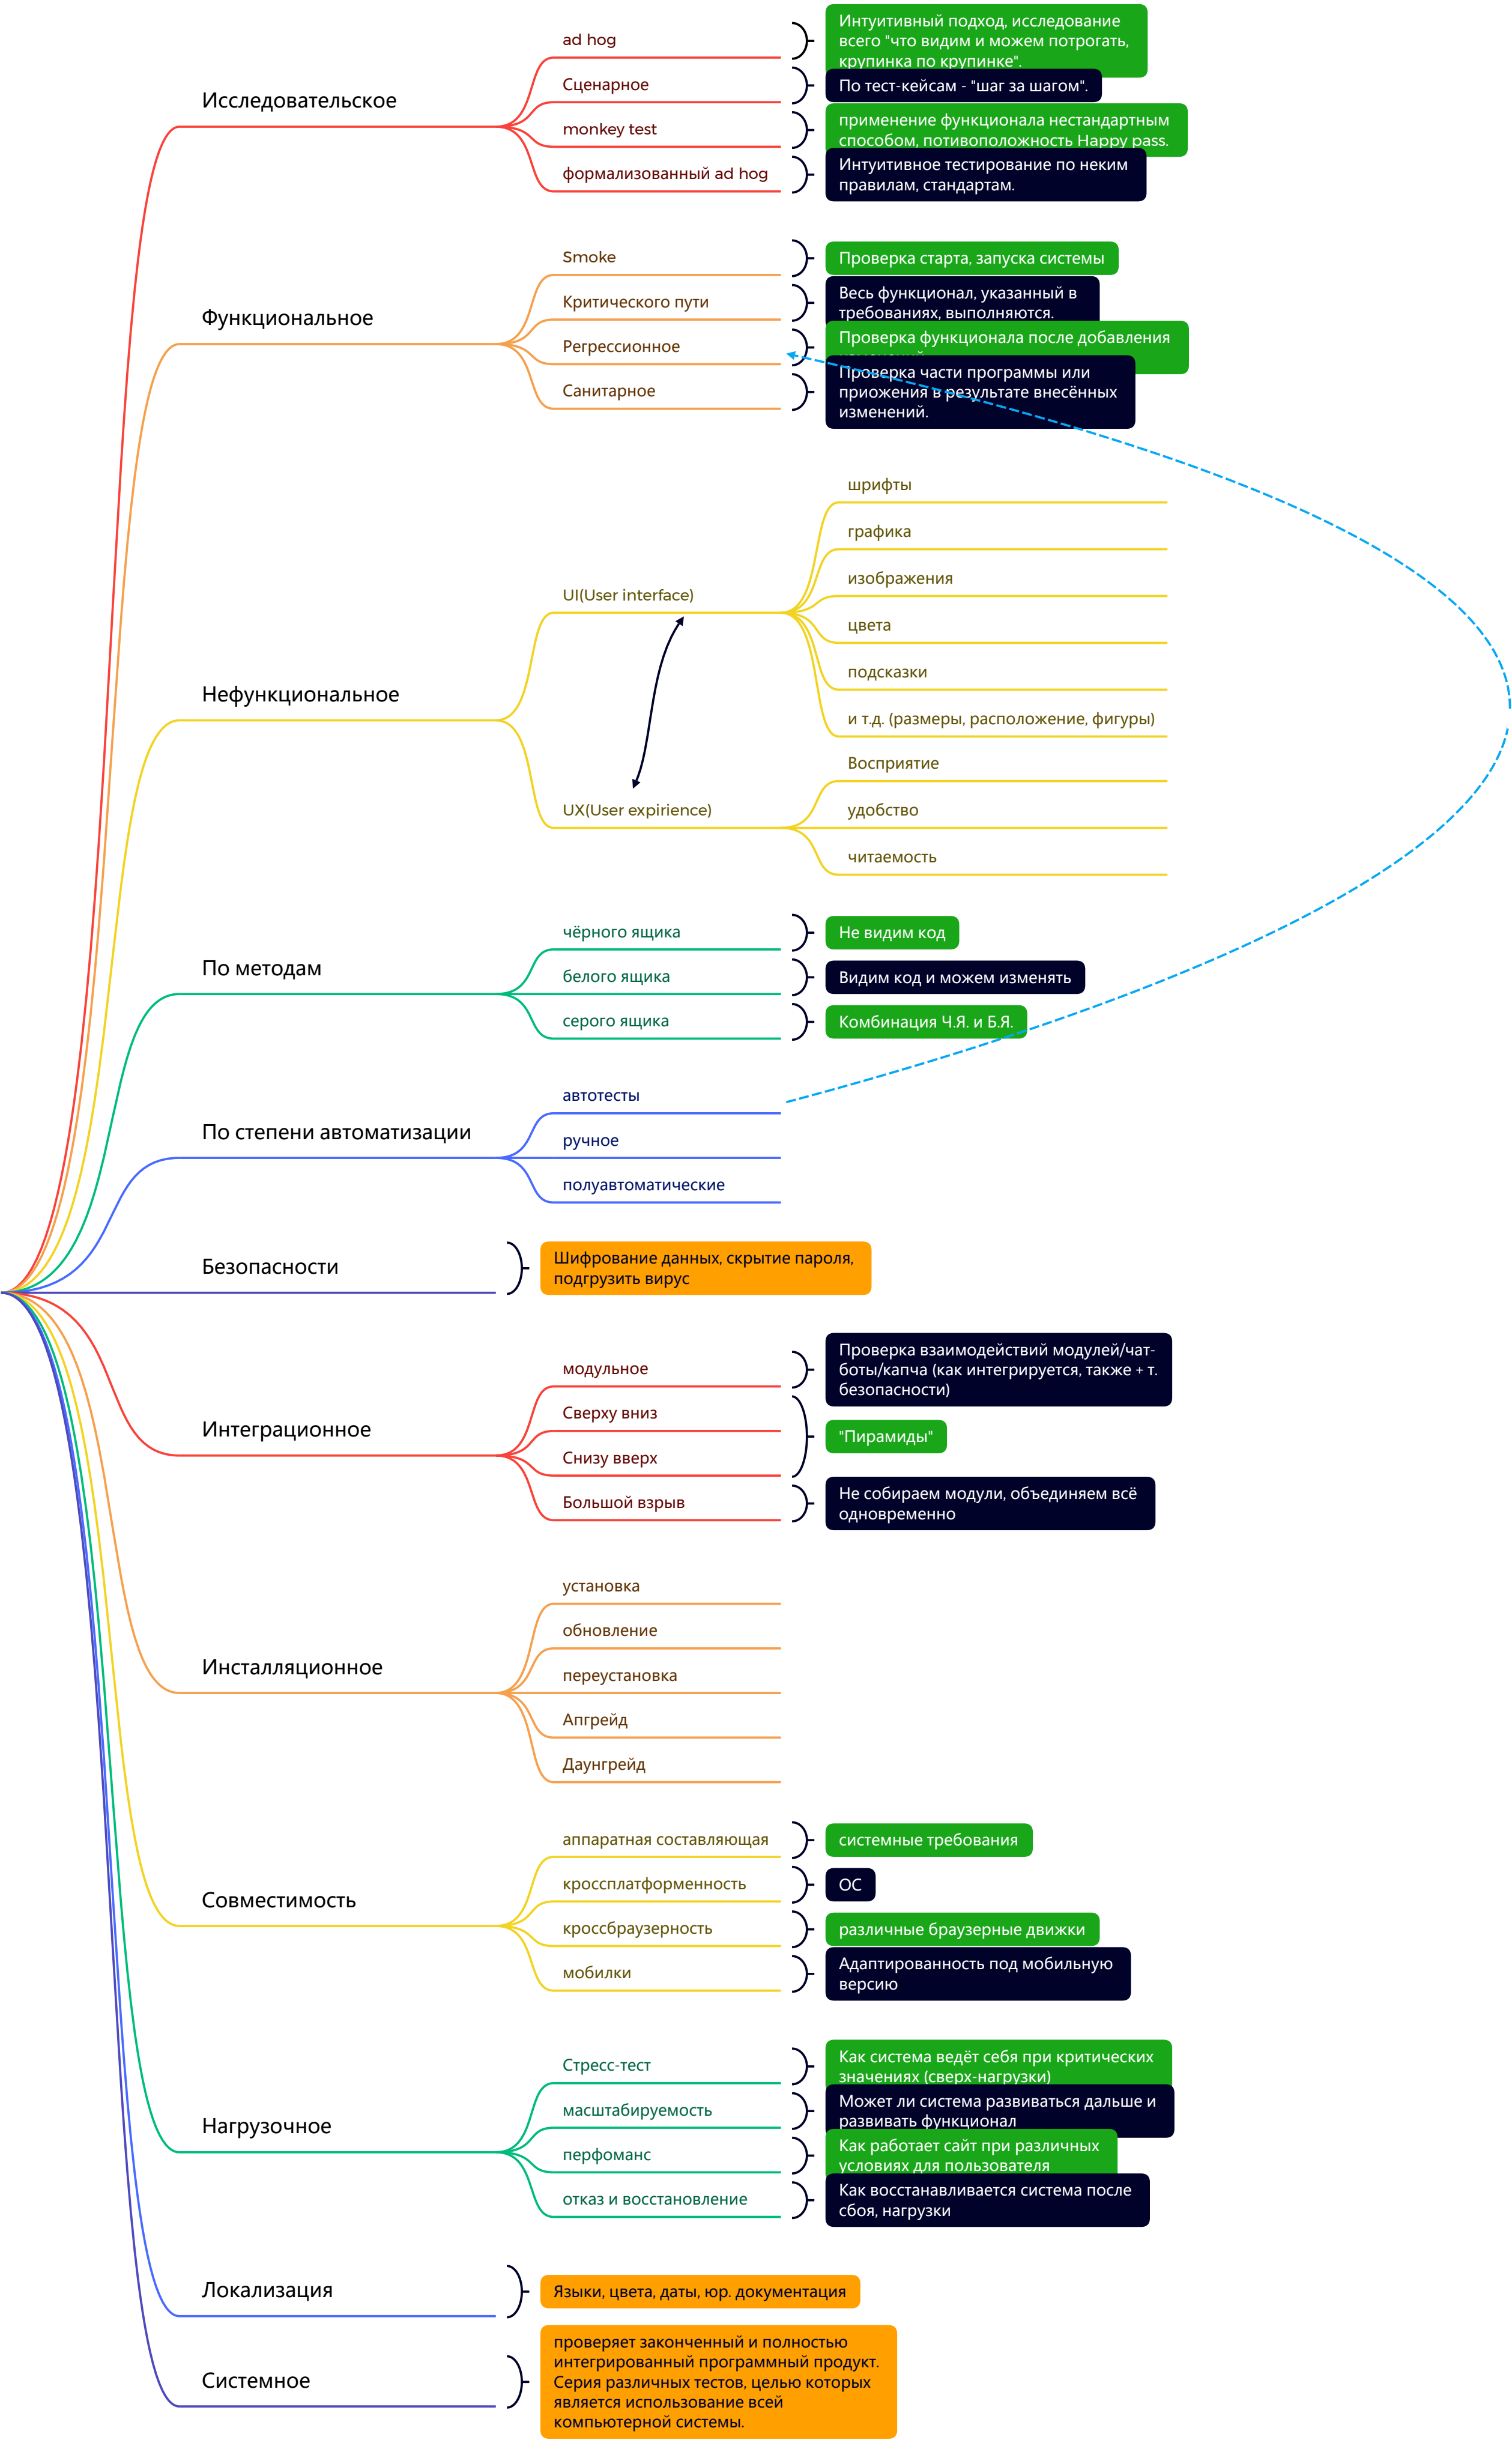 Исследовательское
ad hog
Интуитивный подход, исследование
всего "что видим и можем потрогать,
крупинка по крупинке".
Сценарное
По тест-кейсам - "шаг за шагом".
monkey test
применение функционала нестандартным
способом, потивоположность Happy pass.
формализованный ad hog
Интуитивное тестирование по неким
правилам, стандартам.
Функциональное
Smoke
Проверка старта, запуска системы
Критического пути
Весь функционал, указанный в
требованиях, выполняются.
Регрессионное
Проверка функционала после добавления
Санитарное
Проверка части программы или
приожения в результате внесённых
изменений.
Нефункциональное
UI(User interface)
шрифты
графика
изображения
цвета
подсказки
и т.д. (размеры, расположение, фигуры)
UX(User expirience)
Восприятие
удобство
читаемость
По методам
чёрного ящика
Не видим код
белого ящика
Видим код и можем изменять
серого ящика
Комбинация Ч.Я. и Б.Я.
По степени автоматизации
автотесты
ручное
полуавтоматические
Безопасности
Шифрование данных, скрытие пароля,
подгрузить вирус
Интеграционное
модульное
Проверка взаимодействий модулей/чат-
боты/капча (как интегрируется, также + т.
безопасности)
Сверху вниз
Снизу вверх
"Пирамиды"
Большой взрыв
Не собираем модули, объединяем всё
одновременно
Инсталляционное
установка
обновление
переустановка
Апгрейд
Даунгрейд
Совместимость
аппаратная составляющая
системные требования
кроссплатформенность
ОС
кроссбраузерность
различные браузерные движки
мобилки
Адаптированность под мобильную
версию
Нагрузочное
Стресс-тест
Как система ведёт себя при критических
значениях (сверх-нагрузки)
масштабируемость
Может ли система развиваться дальше и
развивать функционал
перфоманс
Как работает сайт при различных
условиях для пользователя
отказ и восстановление
Как восстанавливается система после
сбоя, нагрузки
Локализация
Языки, цвета, даты, юр. документация
Системное
проверяет законченный и полностью
интегрированный программный продукт.
Серия различных тестов, целью которых
является использование всей
компьютерной системы.